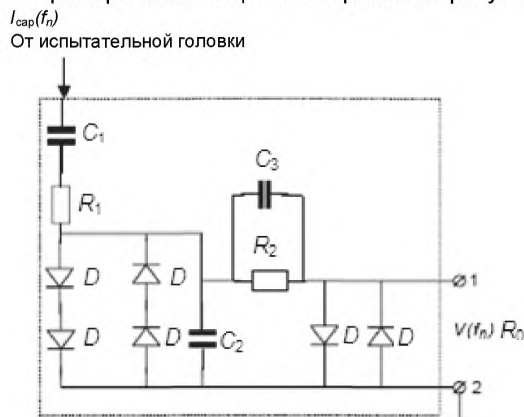 I_cap(f_n)
От испытательной головки
C_1
C_3
R_1
R_2
D D
D D C_2 D D
1
V(f_n) R_0
2